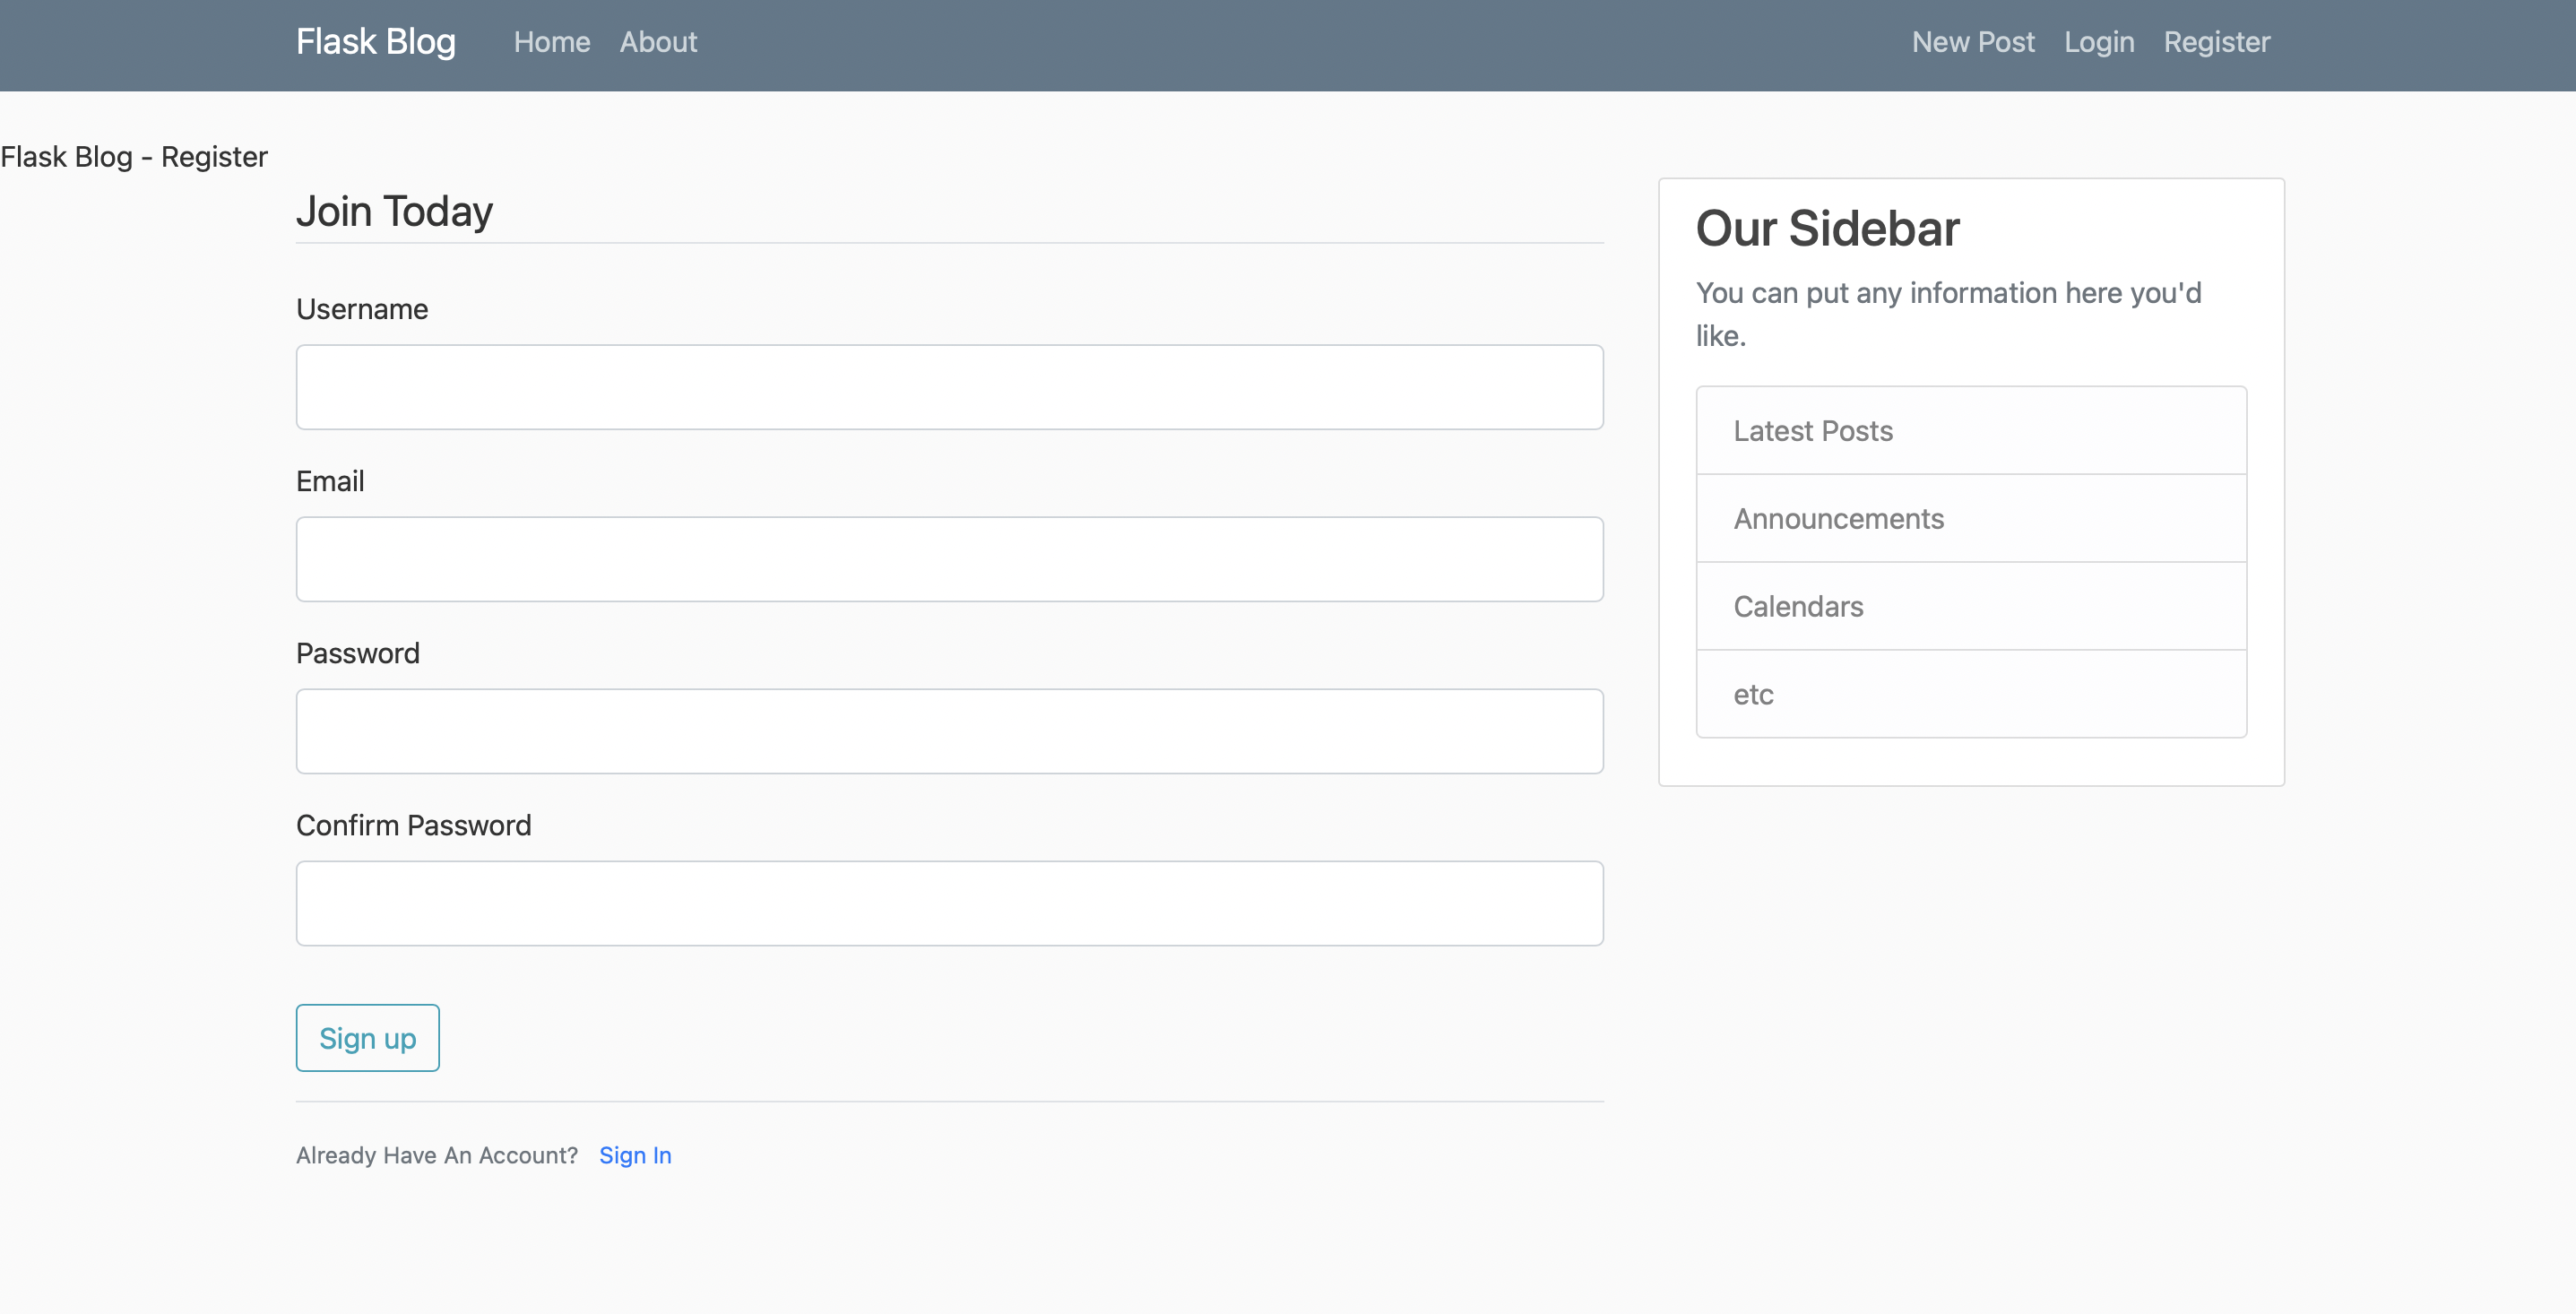 Flask Blog Home About New Post Login Register
Flask Blog - Register
Join Today
Username
Email
Password
Confirm Password
Sign up
Already Have An Account? Sign In
Our Sidebar
You can put any information here you'd
like.
Latest Posts
Announcements
Calendars
etc